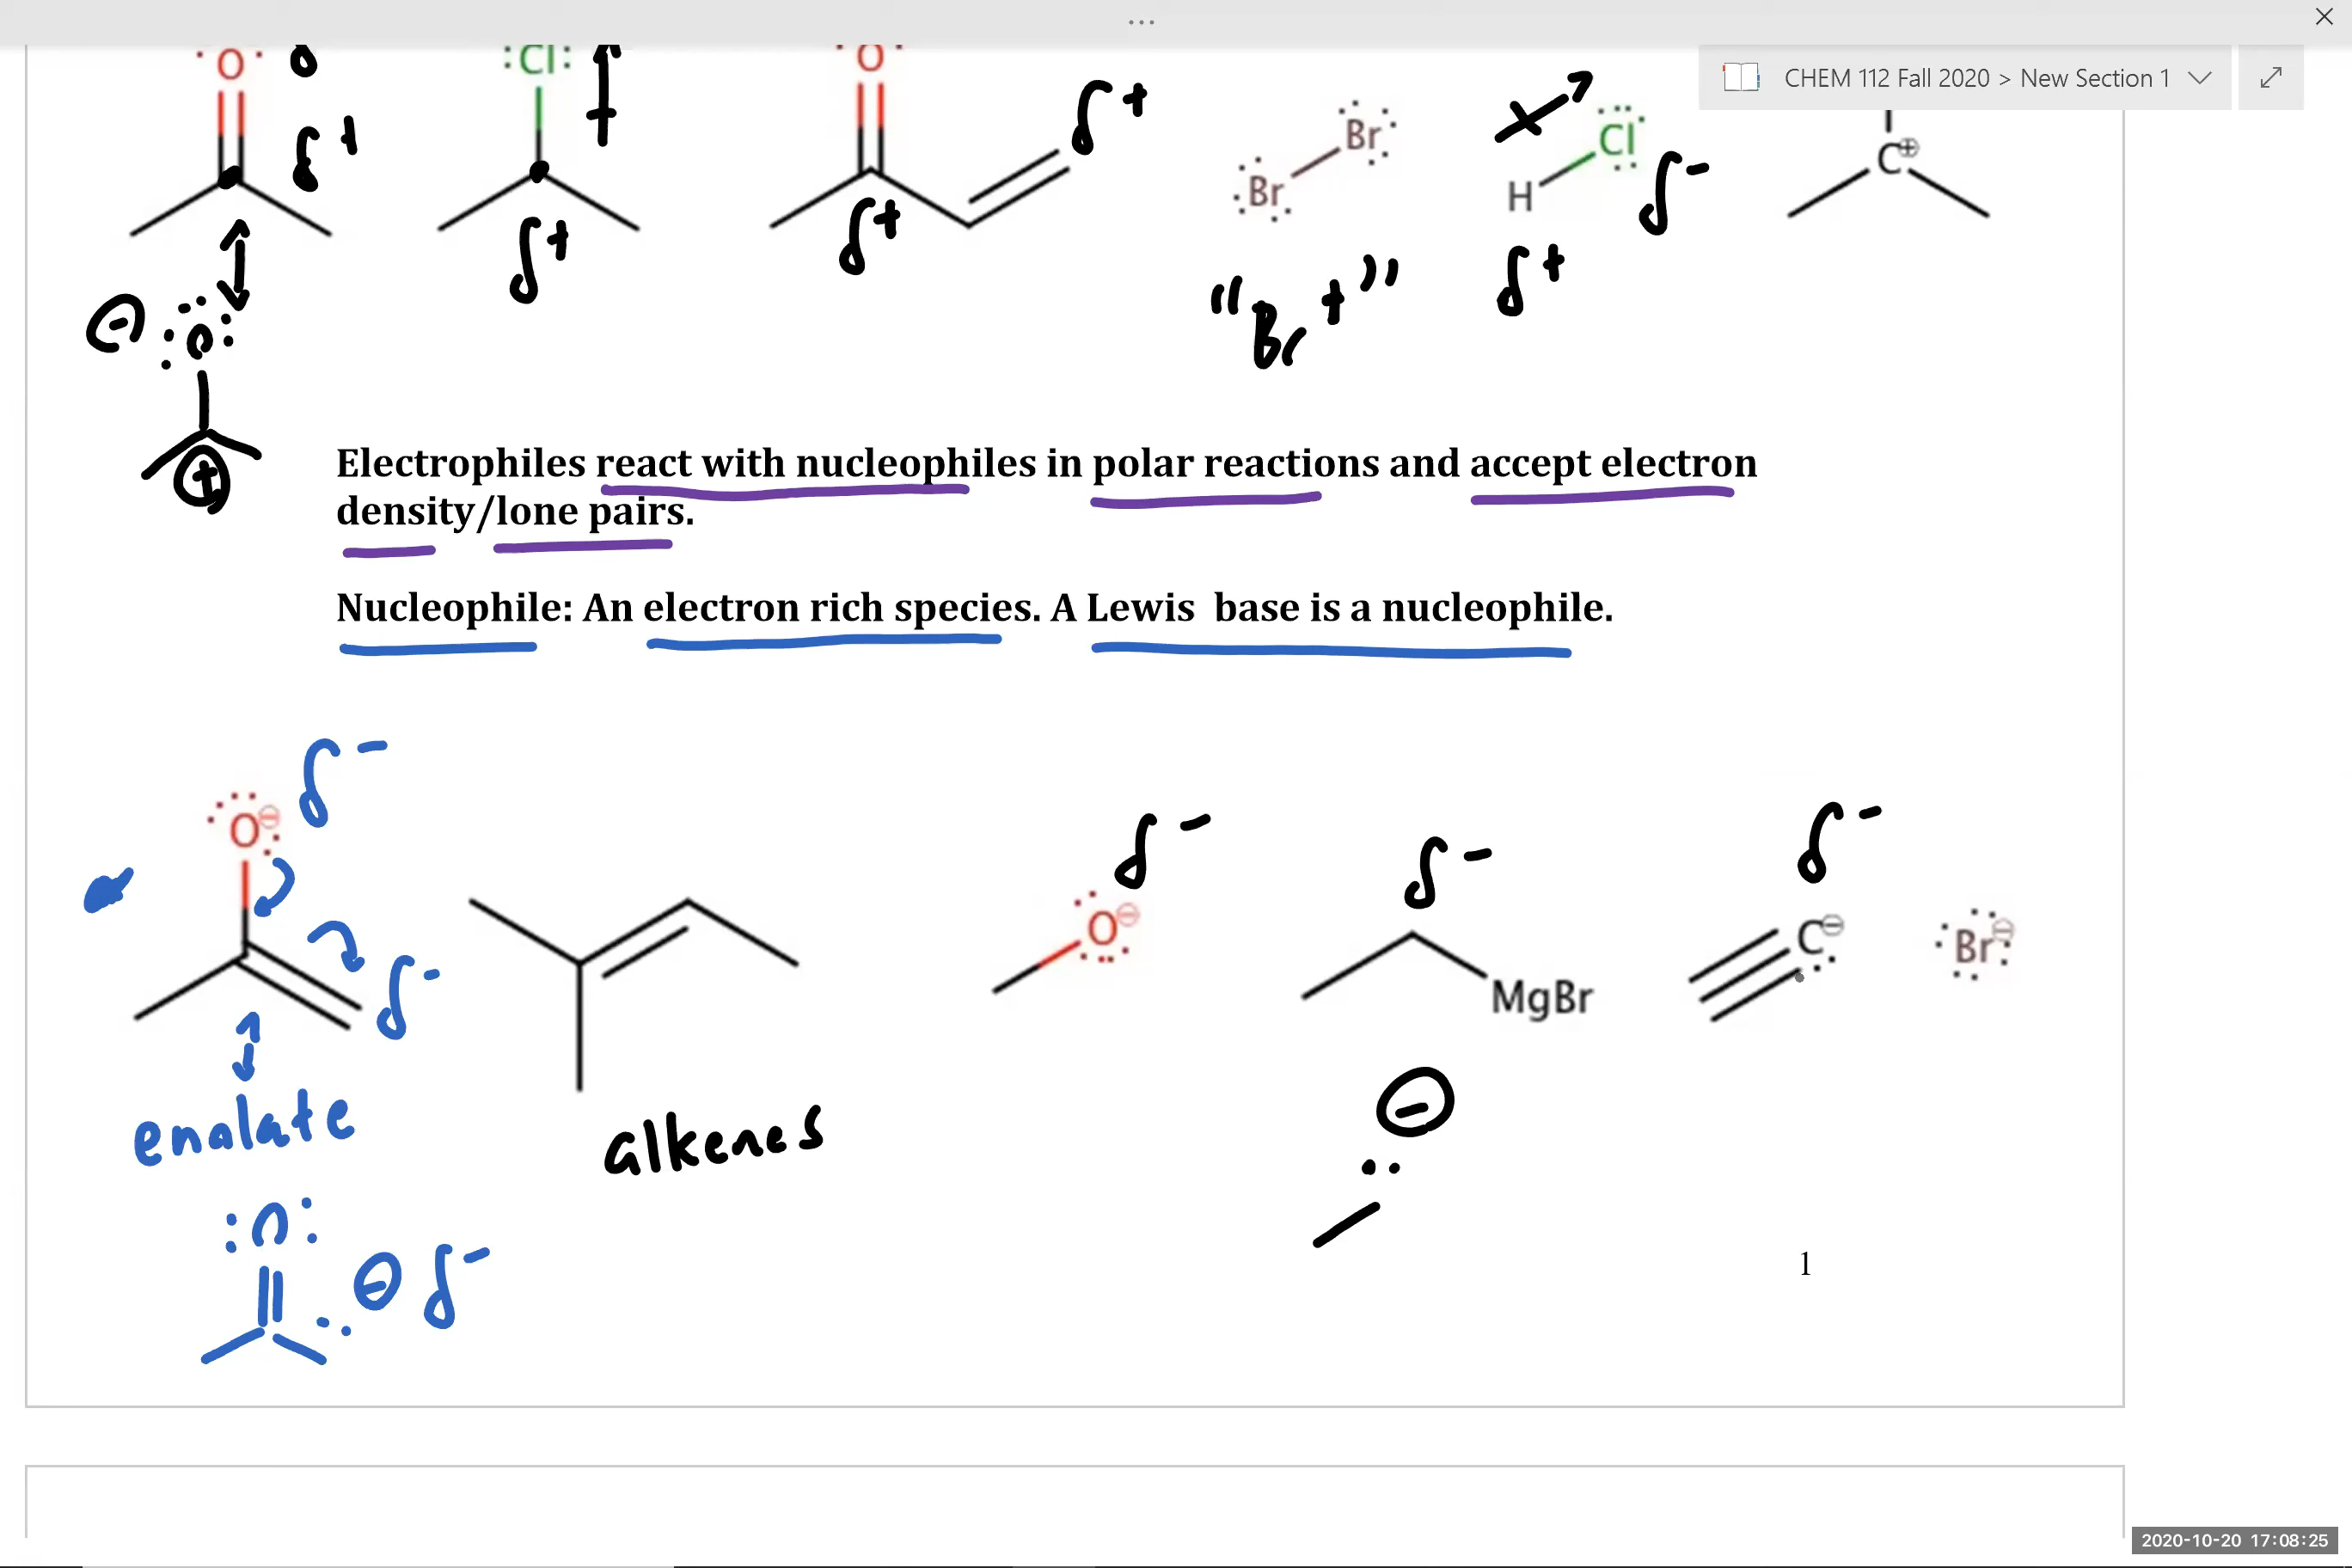 ...
CHEM 112 Fall 2020 > New Section 1
O δ
Cl
O
δ+
δ+
δ+
δ+
Br
Br
"Br+"
H Cl
δ-
δ+
C⊕
⊖ O
⊕
Electrophiles react with nucleophiles in polar reactions and accept electron
density/lone pairs.
Nucleophile: An electron rich species. A Lewis base is a nucleophile.
O⊖ δ-
δ-
enalate
alkenes
O⊖ δ-
δ-
MgBr
⊖
δ-
C⊖
Br⊖
O
⊖ δ-
1
2020-10-20 17:08:25